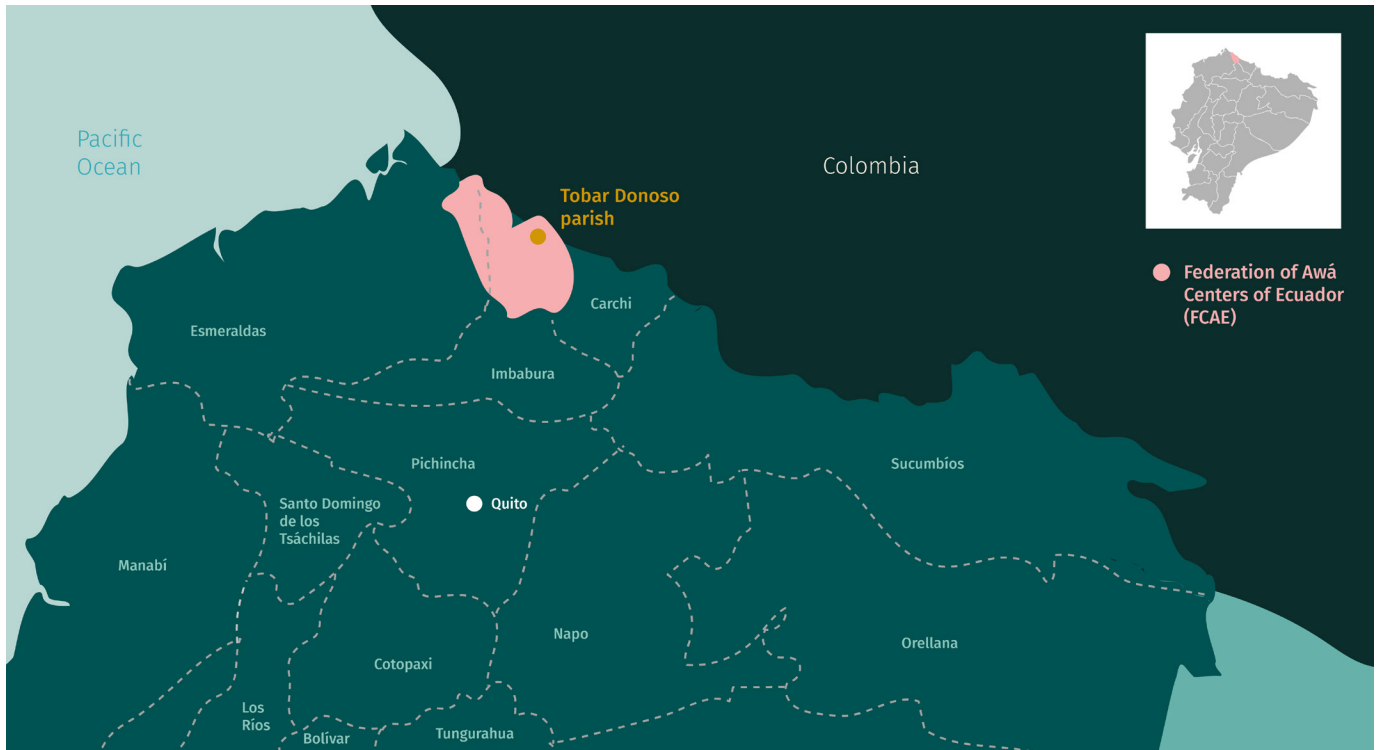 Pacific
Ocean
Colombia
Tobar Donoso
parish
Federation of Awá
Centers of Ecuador
(FCAE)
Carchi
Esmeraldas
Imbabura
Pichincha
Sucumbíos
Quito
Santo Domingo
de los
Tsáchilas
Manabí
Napo
Orellana
Cotopaxi
Los
Ríos
Bolívar
Tungurahua